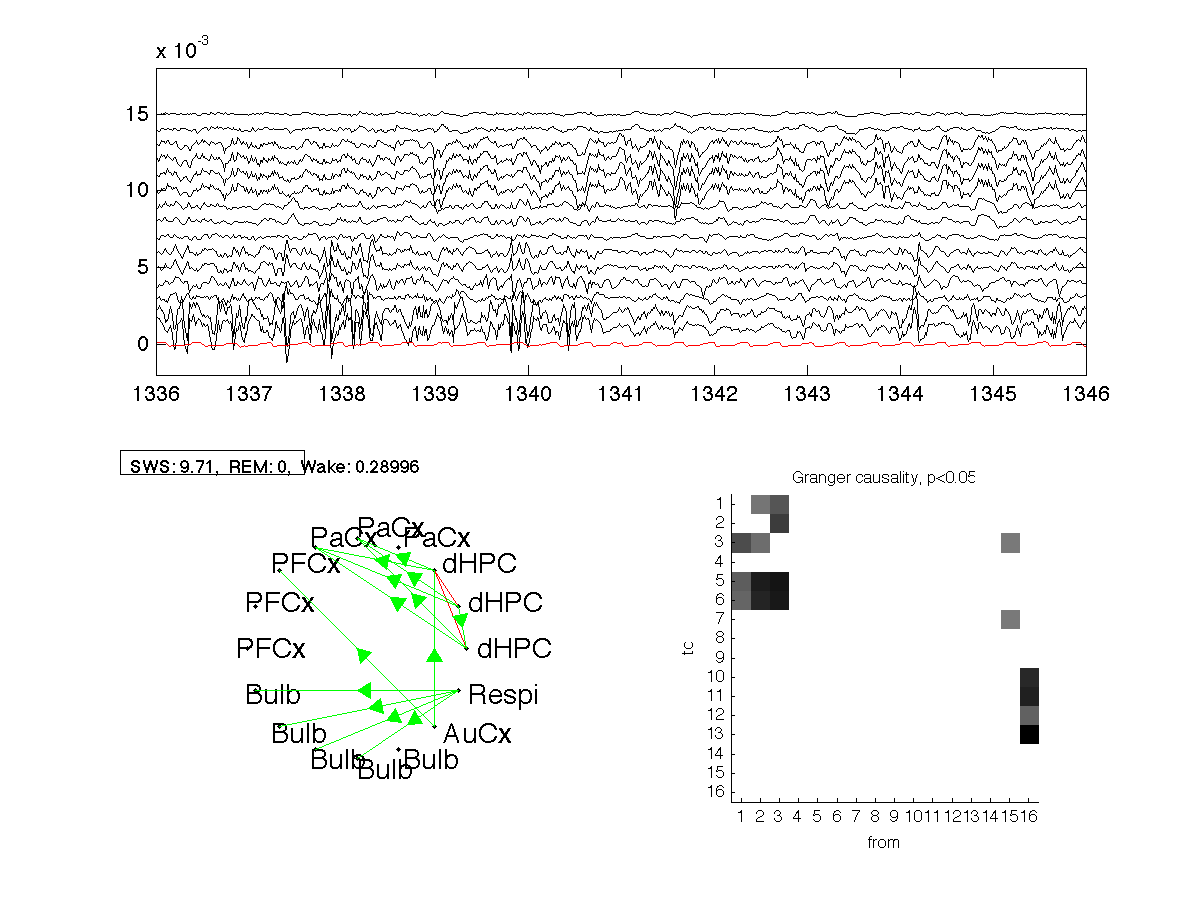 x 10-3
15
10
5
0
1336 1337 1338 1339 1340 1341 1342 1343 1344 1345 1346
SWS: 9.71, REM: 0, Wake: 0.28996
Granger causality, p<0.05
PaCx
PaCx PaCx
PFCx dHPC
PFCx dHPC
PFCx dHPC
Bulb Respi
Bulb AuCx
Bulb Bulb
Bulb
to
1
2
3
4
5
6
7
8
9
10
11
12
13
14
15
16
1 2 3 4 5 6 7 8 9 10 11 12 13 14 15 16
from